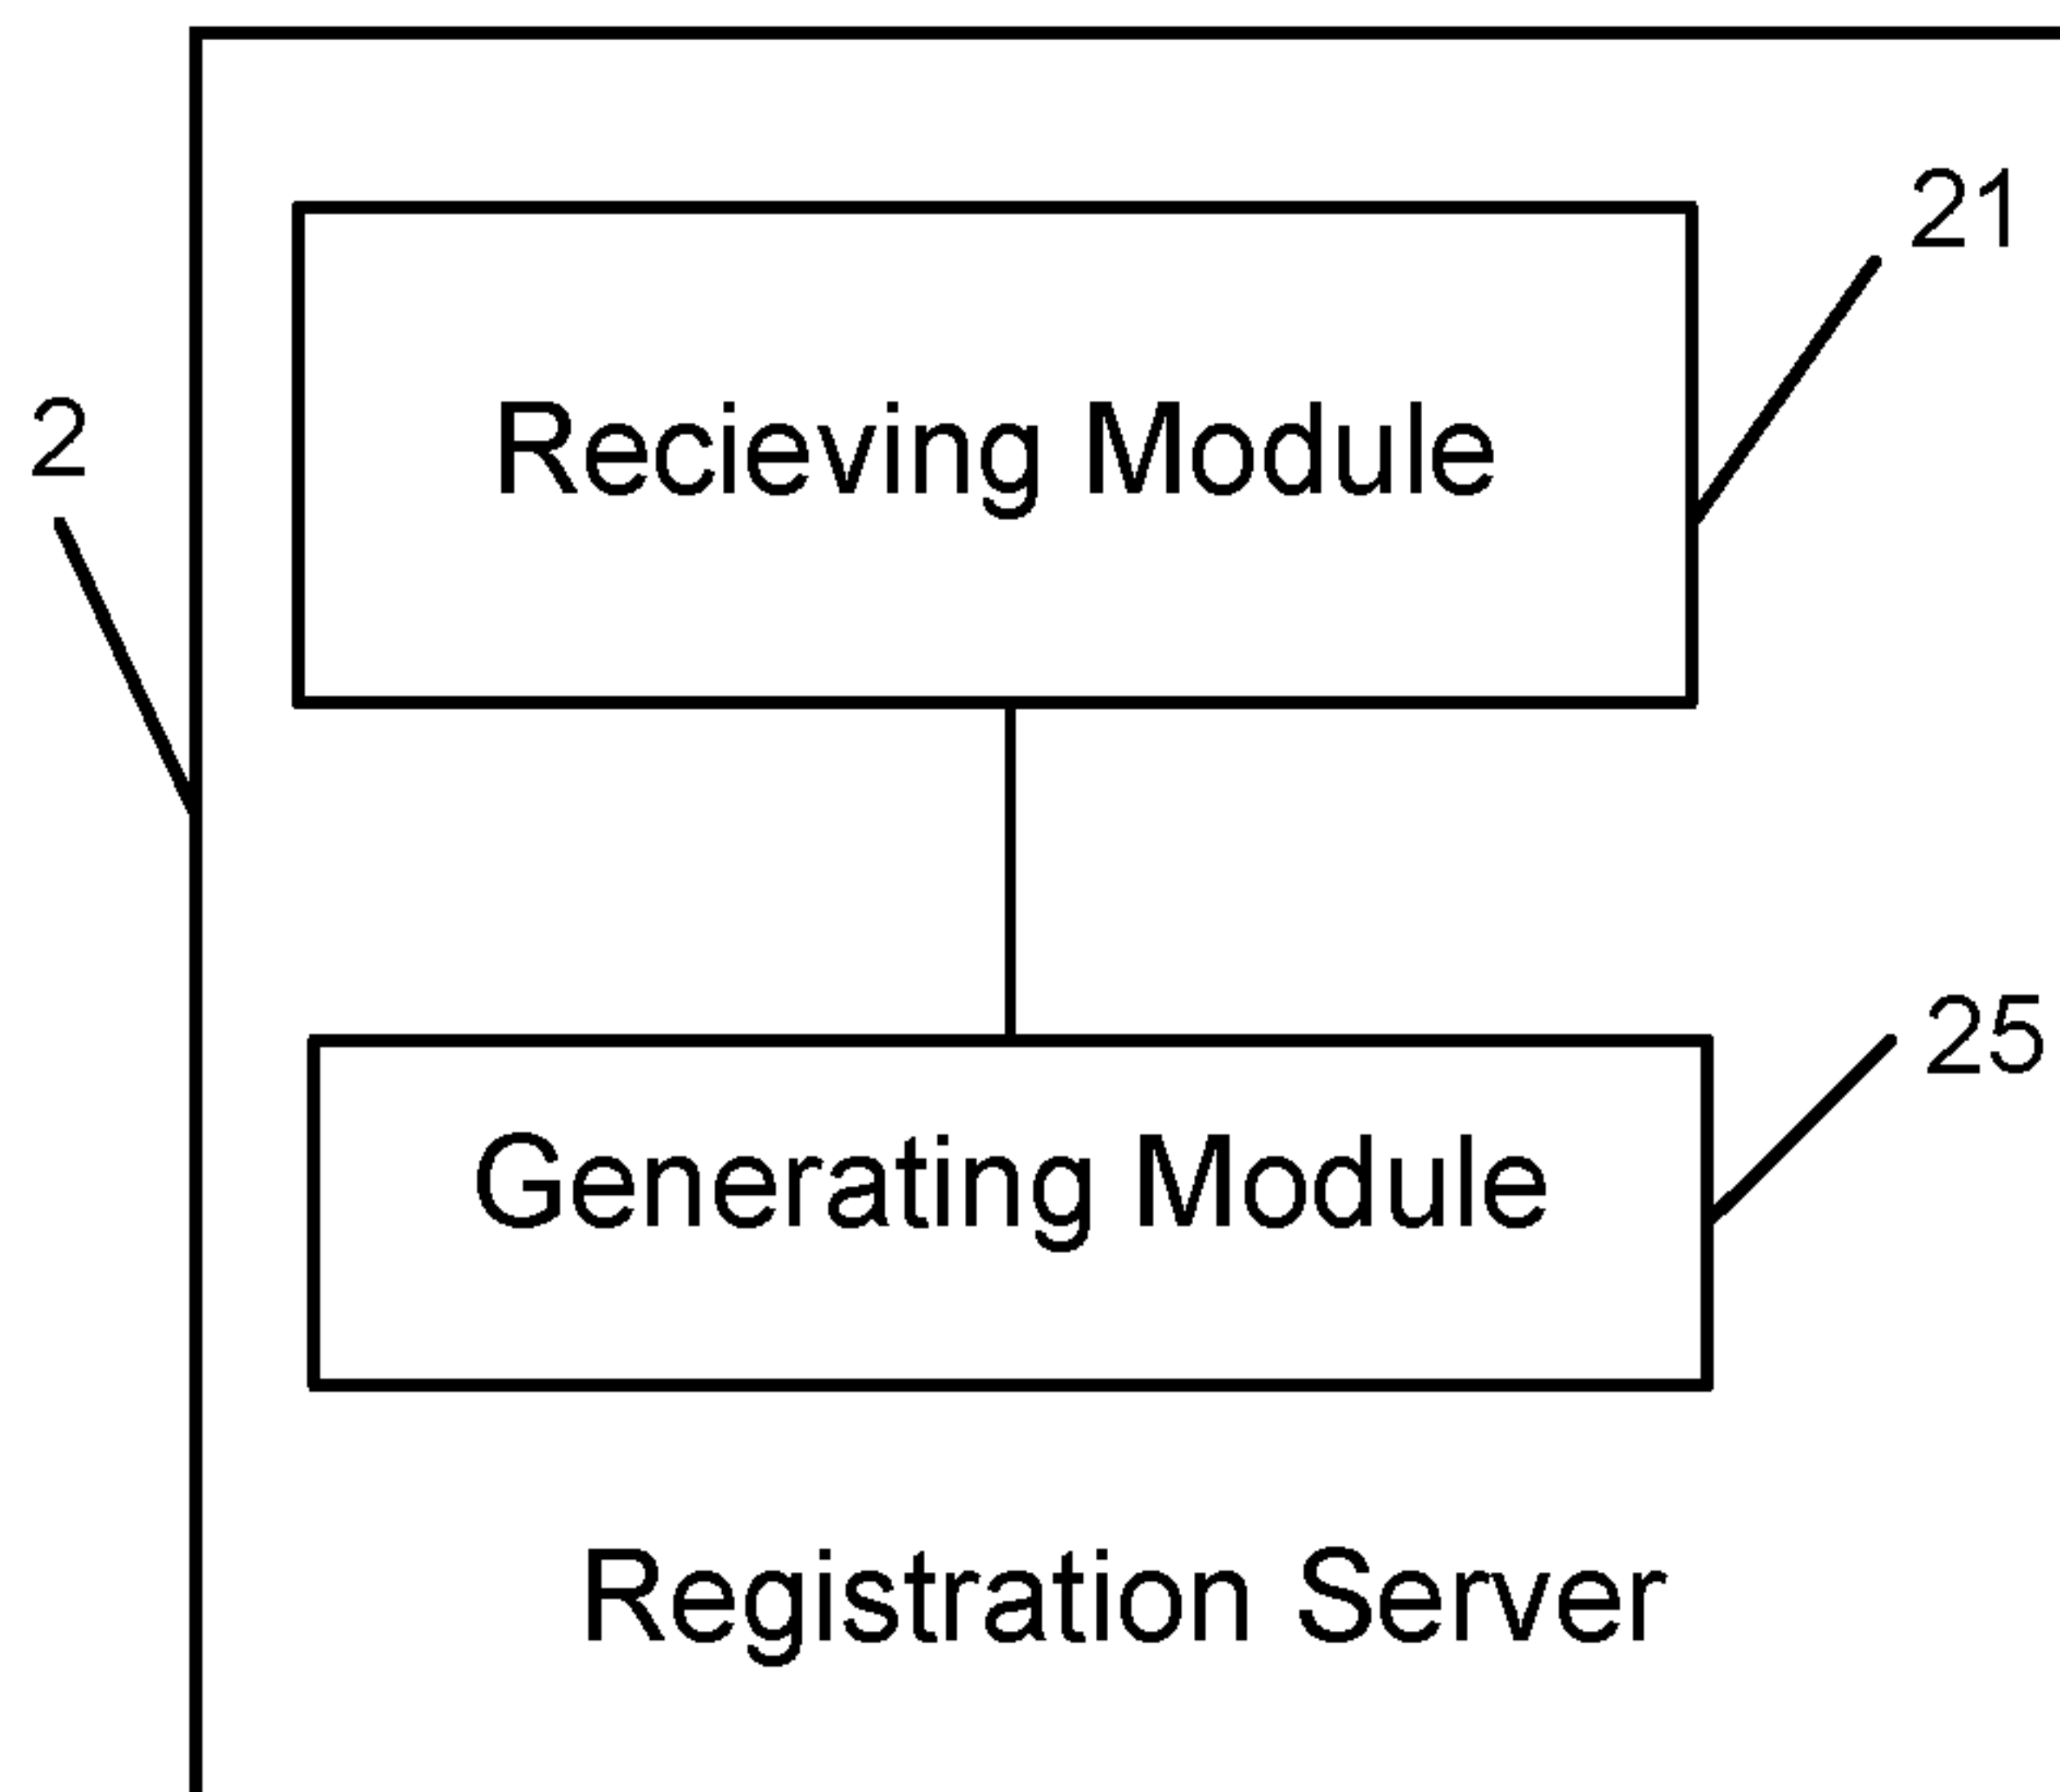 21
2
Recieving Module
25
Generating Module
Registration Server